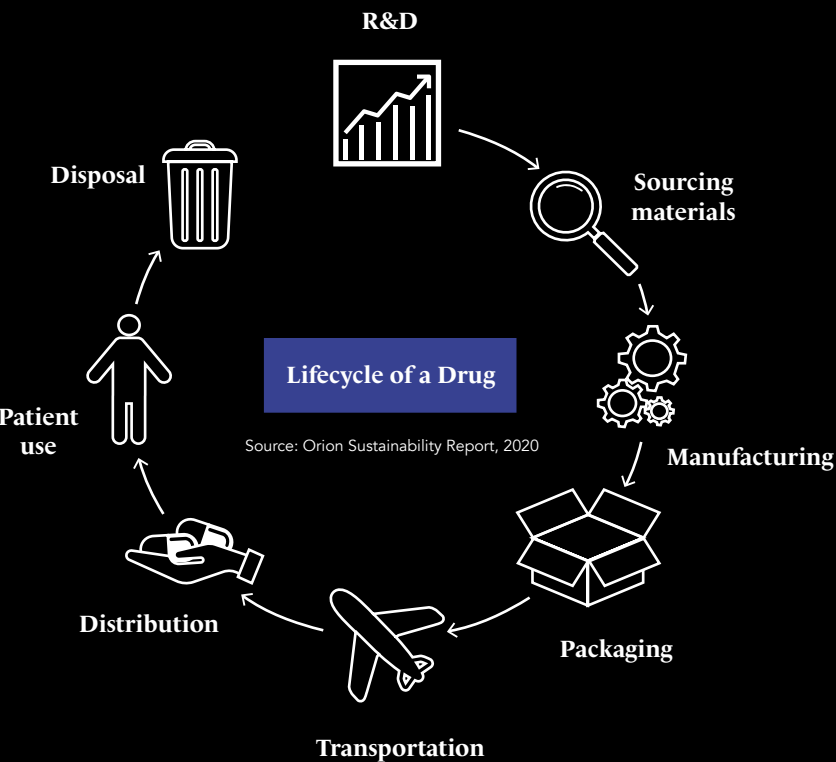 R&D
Sourcing
materials
Manufacturing
Packaging
Transportation
Distribution
Patient
use
Disposal
Lifecycle of a Drug
Source: Orion Sustainability Report, 2020